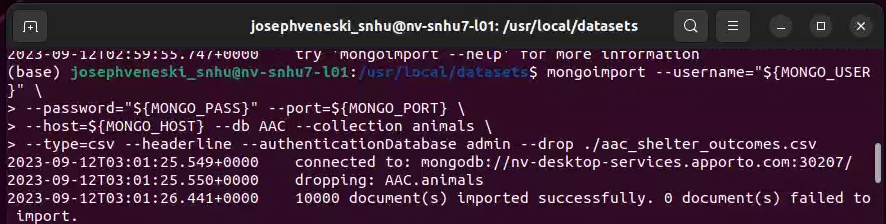 josephveneski_snhu@nv-snhu7-l01: /usr/local/datasets
2023-09-12T02:59:55.747+0000 try 'mongoimport --help' for more information
(base) josephveneski_snhu@nv-snhu7-l01:/usr/local/datasets$ mongoimport --username="${MONGO_USER
}" \
> --password="${MONGO_PASS}" --port=${MONGO_PORT} \
> --host=${MONGO_HOST} --db AAC --collection animals \
> --type=csv --headerline --authenticationDatabase admin --drop ./aac_shelter_outcomes.csv
2023-09-12T03:01:25.549+0000 connected to: mongodb://nv-desktop-services.apporto.com:30207/
2023-09-12T03:01:25.550+0000 dropping: AAC.animals
2023-09-12T03:01:26.441+0000 10000 document(s) imported successfully. 0 document(s) failed to
import.